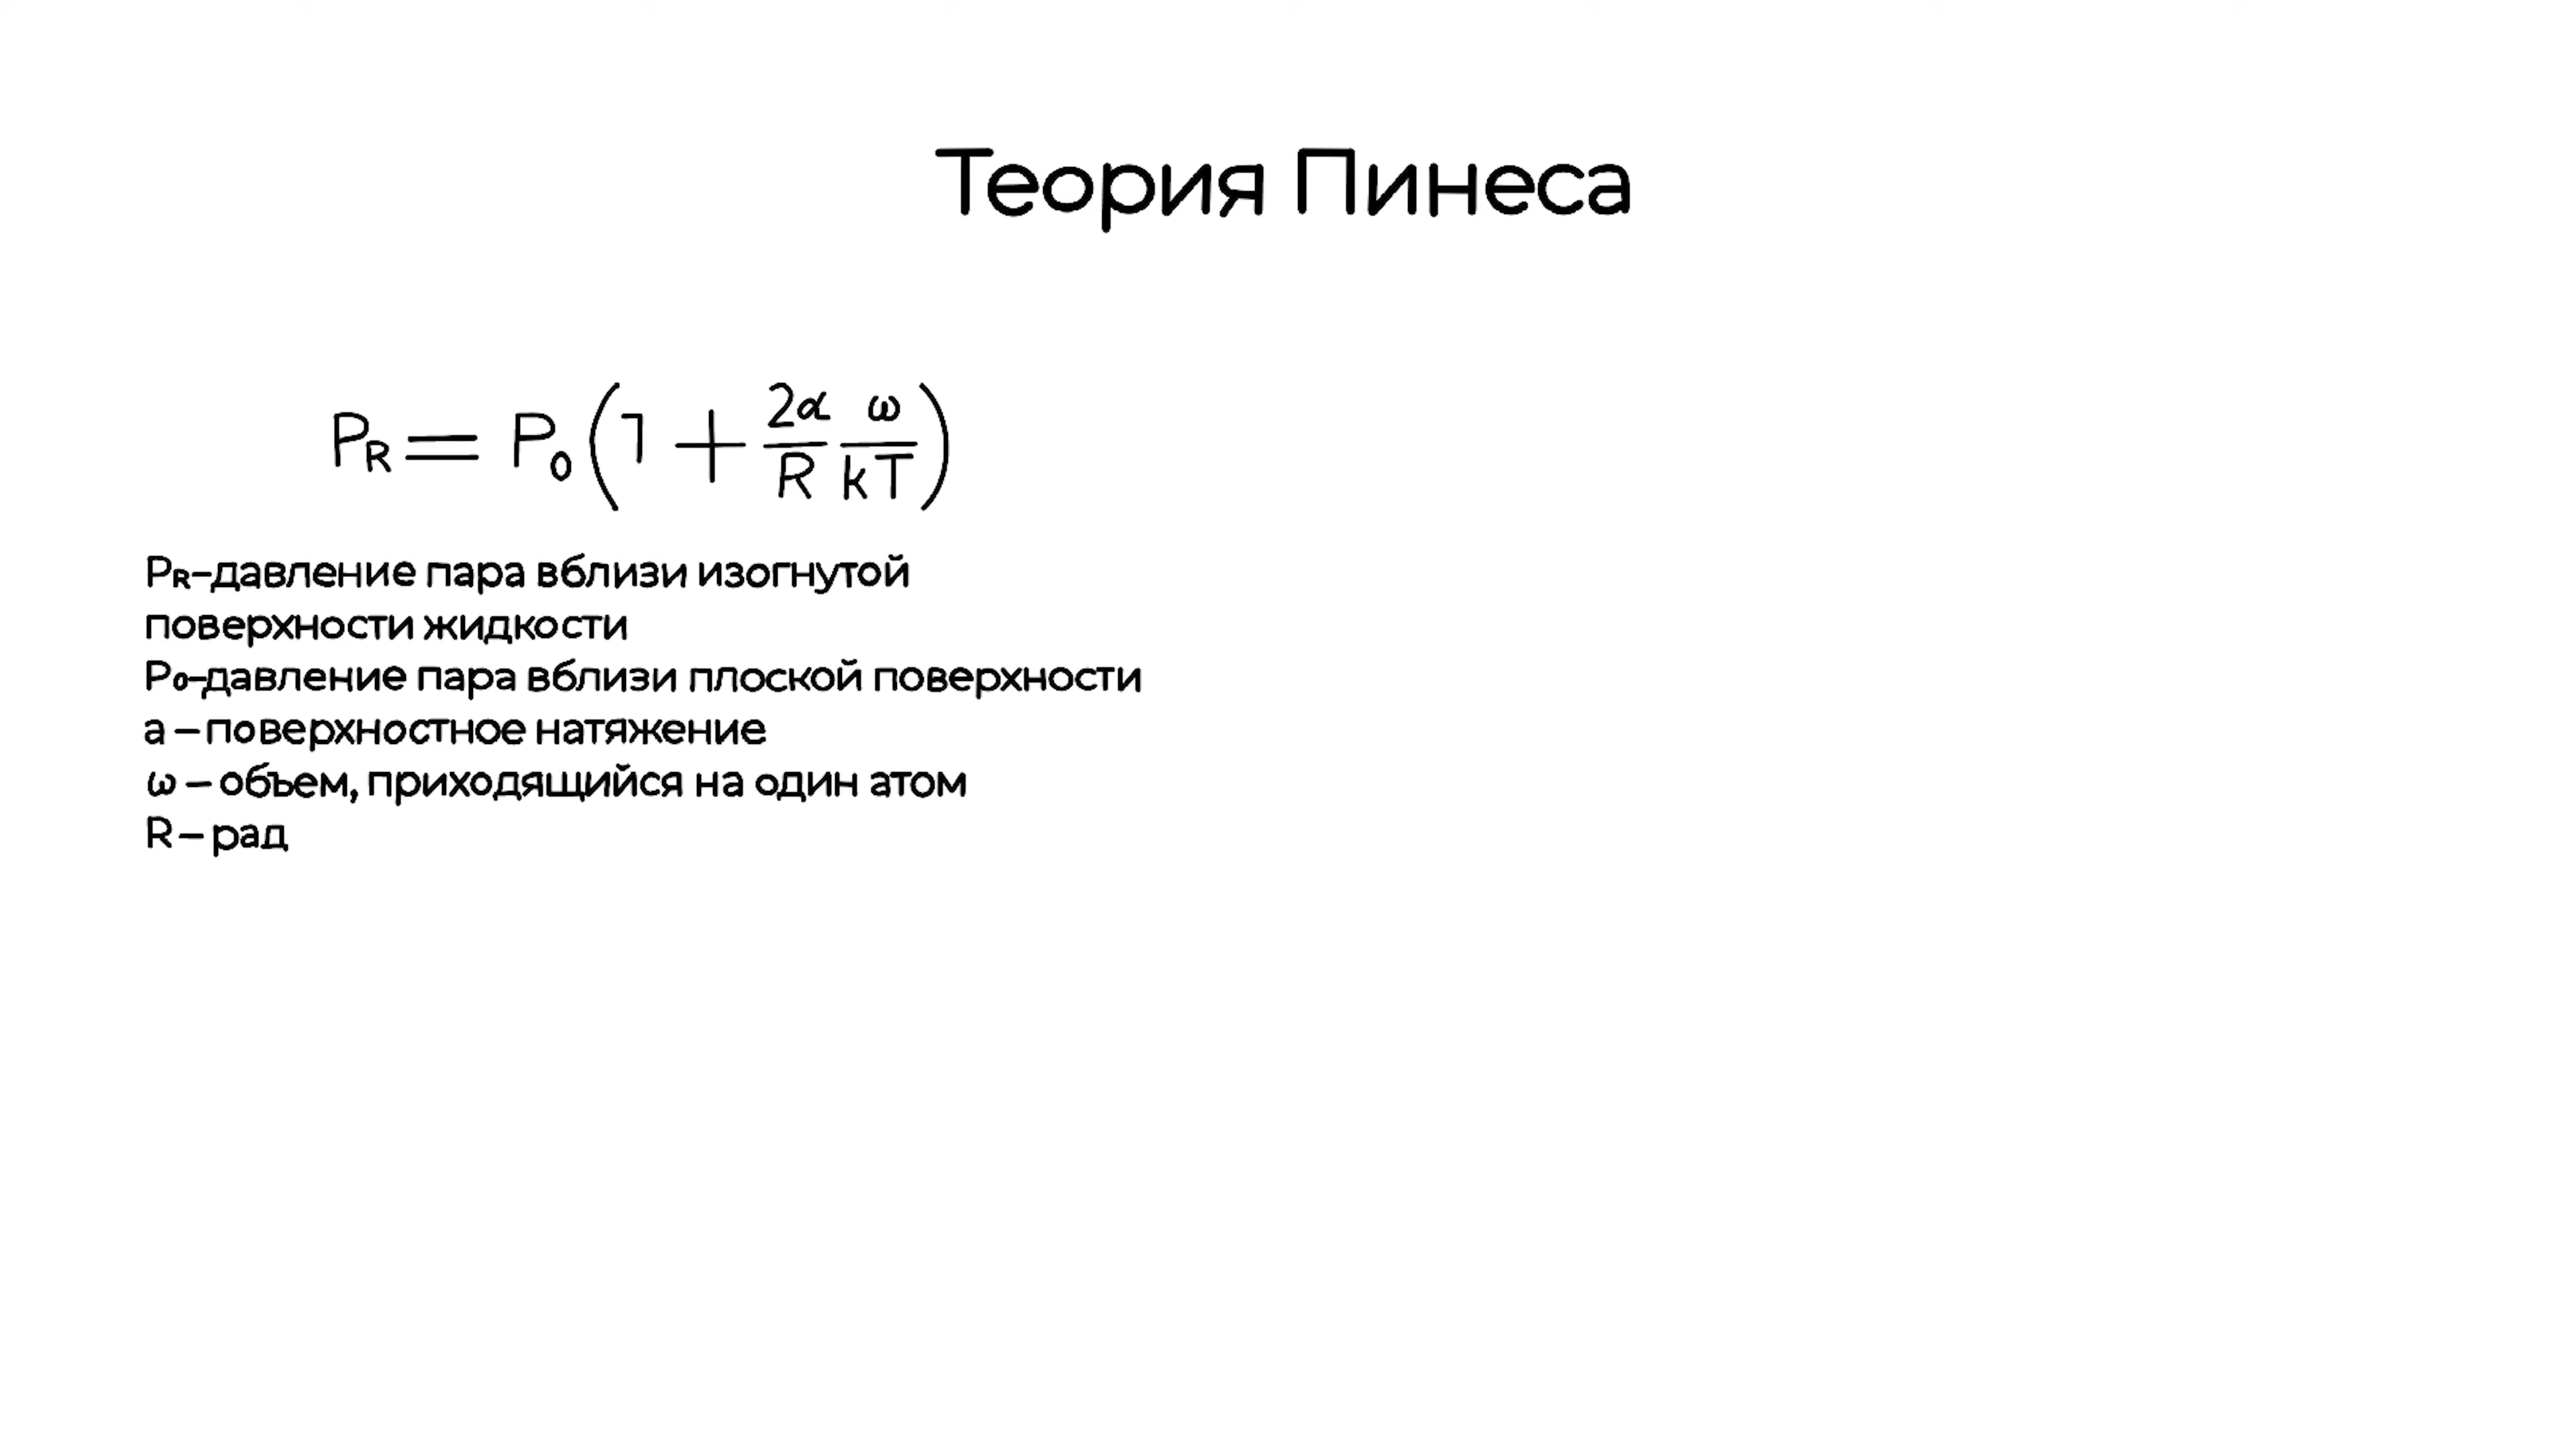 Теория Пинеса
P_R = P_0 (1 + 2α/R ω/kT)
PR–давление пара вблизи изогнутой
поверхности жидкости
P0–давление пара вблизи плоской поверхности
a – поверхностное натяжение
ω – объем, приходящийся на один атом
R – рад